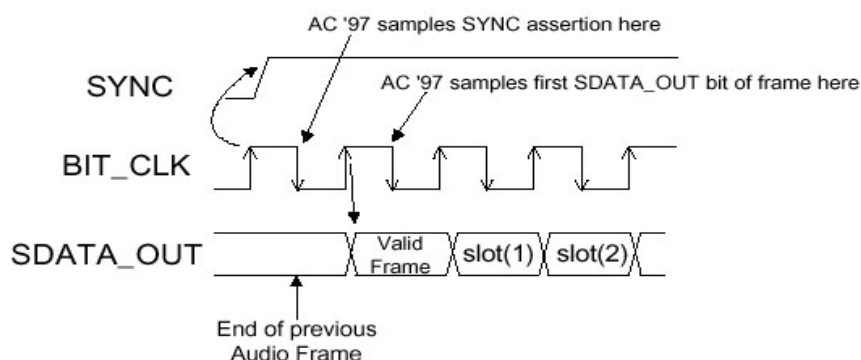 AC '97 samples SYNC assertion here
SYNC
AC '97 samples first SDATA_OUT bit of frame here
BIT_CLK
SDATA_OUT
Valid
Frame
slot(1)
slot(2)
End of previous
Audio Frame